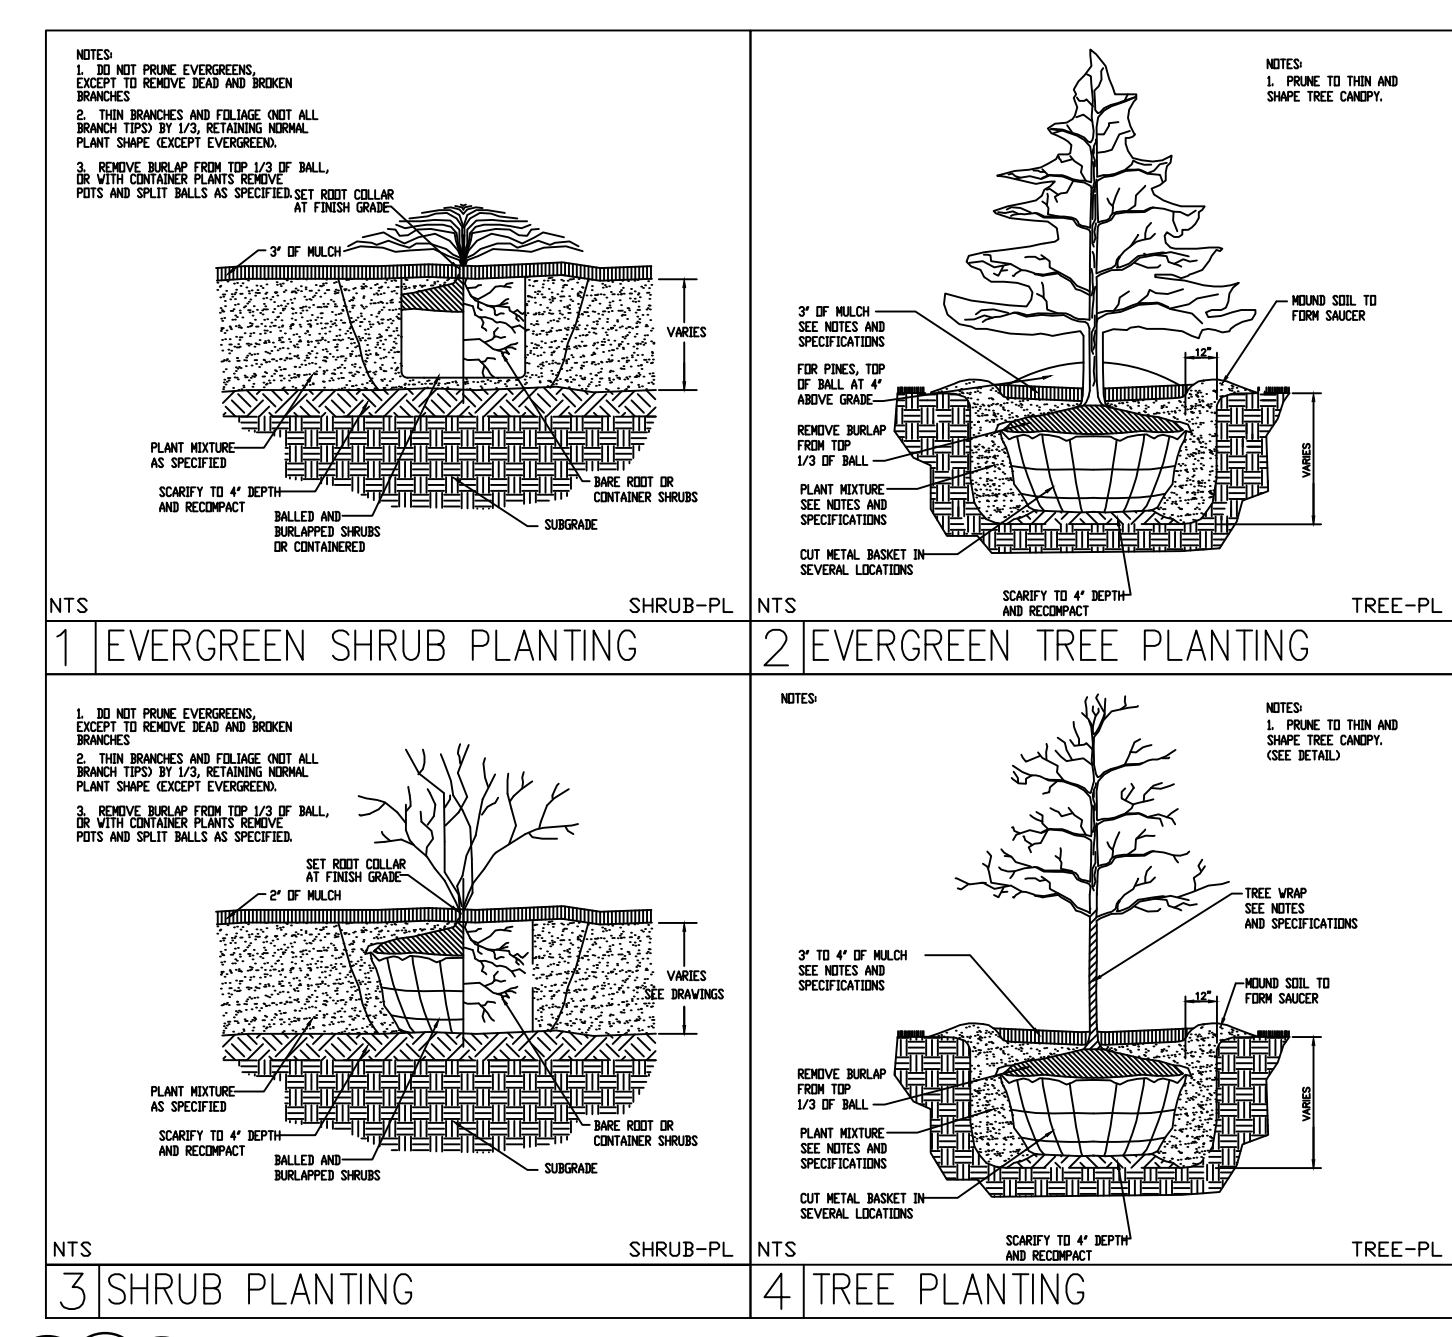 NOTES:
1. DO NOT PRUNE EVERGREENS,
EXCEPT TO REMOVE DEAD AND BROKEN
BRANCHES
2. THIN BRANCHES AND FOLIAGE (NOT ALL
BRANCH TIPS) BY 1/3, RETAINING NORMAL
PLANT SHAPE (EXCEPT EVERGREEN).
3. REMOVE BURLAP FROM TOP 1/3 OF BALL,
OR WITH CONTAINER PLANTS REMOVE
POTS AND SPLIT BALLS AS SPECIFIED.
SET ROOT COLLAR
AT FINISH GRADE
3" OF MULCH
VARIES
PLANT MIXTURE
AS SPECIFIED
SCARIFY TO 4" DEPTH
AND RECOMPACT
BALLED AND
BURLAPPED SHRUBS
OR CONTAINERED
BARE ROOT OR
CONTAINER SHRUBS
SUBGRADE
NTS
SHRUB-PL
1 EVERGREEN SHRUB PLANTING
NOTES:
1. PRUNE TO THIN AND
SHAPE TREE CANOPY.
3" OF MULCH
SEE NOTES AND
SPECIFICATIONS
MOUND SOIL TO
FORM SAUCER
12"
FOR PINES, TOP
OF BALL AT 4"
ABOVE GRADE
REMOVE BURLAP
FROM TOP
1/3 OF BALL
VARIES
PLANT MIXTURE
SEE NOTES AND
SPECIFICATIONS
CUT METAL BASKET IN
SEVERAL LOCATIONS
SCARIFY TO 4" DEPTH
AND RECOMPACT
NTS
TREE-PL
2 EVERGREEN TREE PLANTING
1. DO NOT PRUNE EVERGREENS,
EXCEPT TO REMOVE DEAD AND BROKEN
BRANCHES
2. THIN BRANCHES AND FOLIAGE (NOT ALL
BRANCH TIPS) BY 1/3, RETAINING NORMAL
PLANT SHAPE (EXCEPT EVERGREEN).
3. REMOVE BURLAP FROM TOP 1/3 OF BALL,
OR WITH CONTAINER PLANTS REMOVE
POTS AND SPLIT BALLS AS SPECIFIED.
SET ROOT COLLAR
AT FINISH GRADE
2" OF MULCH
VARIES
SEE DRAWINGS
PLANT MIXTURE
AS SPECIFIED
SCARIFY TO 4" DEPTH
AND RECOMPACT
BALLED AND
BURLAPPED SHRUBS
BARE ROOT OR
CONTAINER SHRUBS
SUBGRADE
NTS
SHRUB-PL
3 SHRUB PLANTING
NOTES:
NOTES:
1. PRUNE TO THIN AND
SHAPE TREE CANOPY.
(SEE DETAIL)
TREE WRAP
SEE NOTES
AND SPECIFICATIONS
3" TO 4" OF MULCH
SEE NOTES AND
SPECIFICATIONS
MOUND SOIL TO
FORM SAUCER
12"
REMOVE BURLAP
FROM TOP
1/3 OF BALL
VARIES
PLANT MIXTURE
SEE NOTES AND
SPECIFICATIONS
CUT METAL BASKET IN
SEVERAL LOCATIONS
SCARIFY TO 4" DEPTH
AND RECOMPACT
NTS
TREE-PL
4 TREE PLANTING